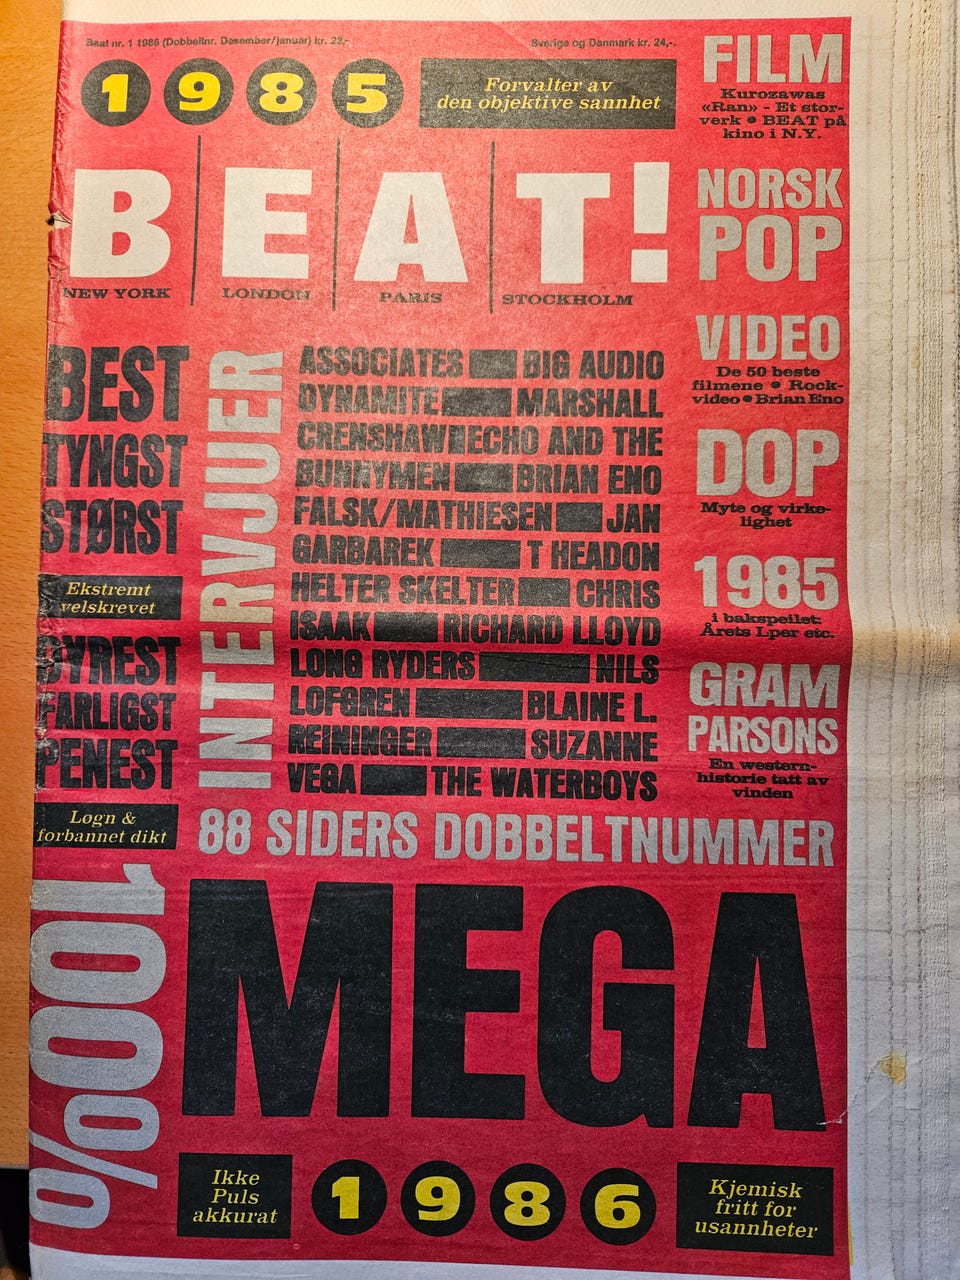 Beat nr. 1 1986 (Dobbeltnr. Desember/januar) kr. 22,-
Sverige og Danmark kr. 24,-.
1985
Forvalter av
den objektive sannhet
BEAT!
NEW YORK
LONDON
PARIS
STOCKHOLM
FILM
Kurozawas
«Ran» - Et stor-
verk • BEAT på
kino i N.Y.
NORSK
POP
VIDEO
De 50 beste
filmene • Rock-
video • Brian Eno
DOP
Myte og virke-
lighet
1985
i bakspeilet:
Årets Lper etc.
GRAM
PARSONS
En western-
historie tatt av
vinden
BEST
TYNGST
STØRST
Ekstremt
velskrevet
DYREST
FARLIGST
PENEST
Løgn &
forbannet dikt
INTERVJUER
ASSOCIATES BIG AUDIO
DYNAMITE MARSHALL
CRENSHAW ECHO AND THE
BUNNYMEN BRIAN ENO
FALSK/MATHIESEN JAN
GARBAREK T HEADON
HELTER SKELTER CHRIS
ISAAK RICHARD LLOYD
LONG RYDERS NILS
LOFGREN BLAINE L.
REININGER SUZANNE
VEGA THE WATERBOYS
88 SIDERS DOBBELTNUMMER
100%
MEGA
Ikke
Puls
akkurat
1986
Kjemisk
fritt for
usannheter